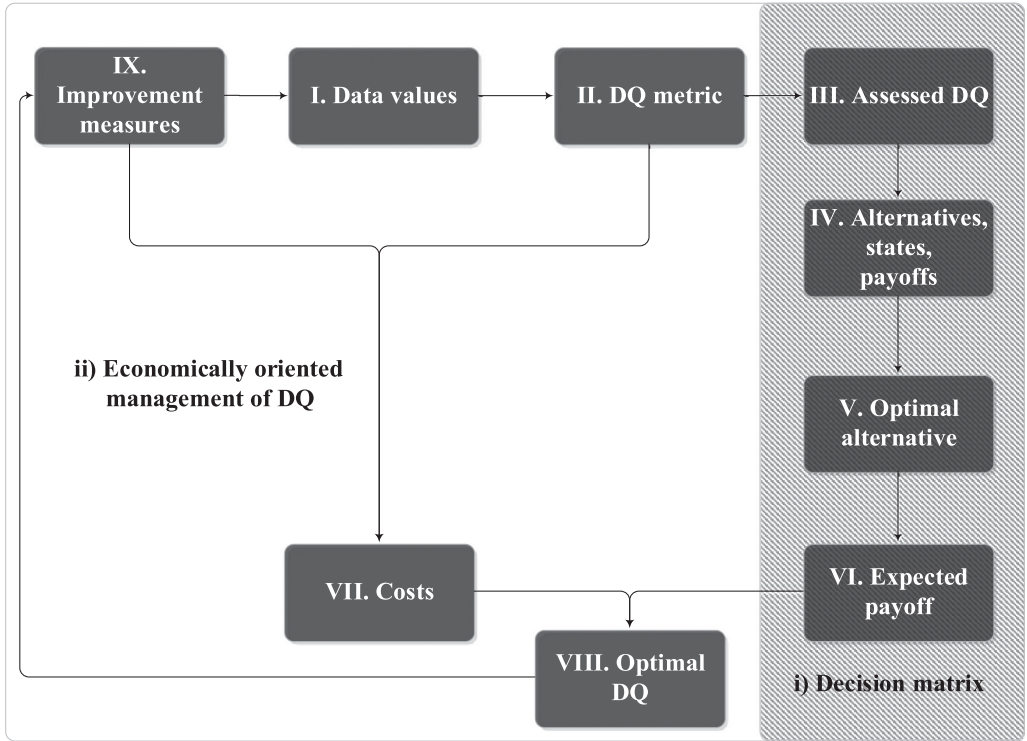 IX.
Improvement
measures
I. Data values
II. DQ metric
III. Assessed DQ
IV. Alternatives,
states,
payoffs
ii) Economically oriented
management of DQ
V. Optimal
alternative
VII. Costs
VI. Expected
payoff
VIII. Optimal
DQ
i) Decision matrix